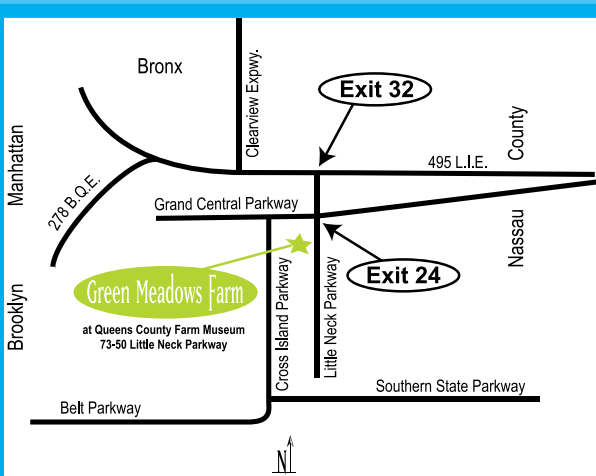 Bronx
Clearview Expwy.
Exit 32
Manhattan
County
495 L.I.E.
278 B.Q.E.
Grand Central Parkway
Nassau
Exit 24
Green Meadows Farm
at Queens County Farm Museum
73-50 Little Neck Parkway
Brooklyn
Cross Island Parkway
Little Neck Parkway
Southern State Parkway
Belt Parkway
N